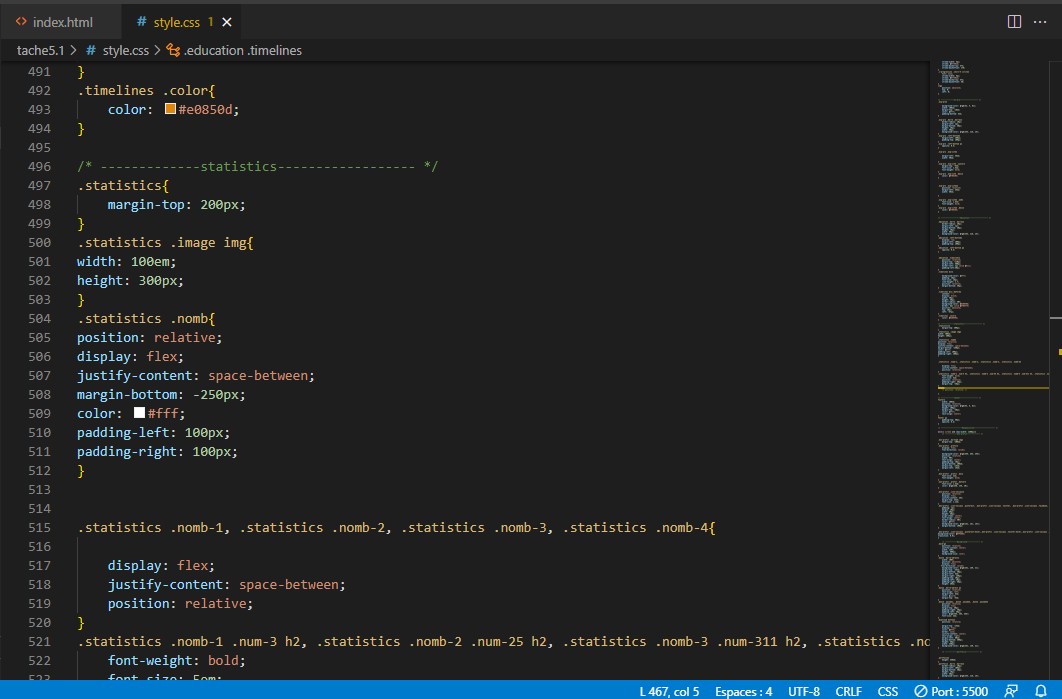 index.html
# style.css 1
tache5.1 > # style.css > .education .timelines
491 }
492 .timelines .color{
493 color: #e0850d;
494 }
495
496 /* -------------statistics------------------ */
497 .statistics{
498 margin-top: 200px;
499 }
500 .statistics .image img{
501 width: 100em;
502 height: 300px;
503 }
504 .statistics .nomb{
505 position: relative;
506 display: flex;
507 justify-content: space-between;
508 margin-bottom: -250px;
509 color: #fff;
510 padding-left: 100px;
511 padding-right: 100px;
512 }
513
514
515 .statistics .nomb-1, .statistics .nomb-2, .statistics .nomb-3, .statistics .nomb-4{
516
517 display: flex;
518 justify-content: space-between;
519 position: relative;
520 }
521 .statistics .nomb-1 .num-3 h2, .statistics .nomb-2 .num-25 h2, .statistics .nomb-3 .num-311 h2, .statistics .no
522 font-weight: bold;
523 font-size: 5em;
L 467, col 5 Espaces : 4 UTF-8 CRLF CSS Port : 5500